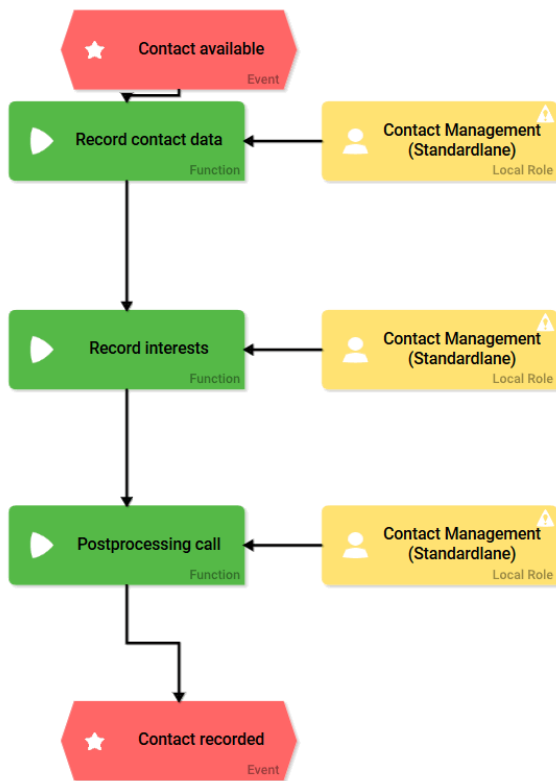 Contact available
Event
Record contact data
Function
Contact Management
(Standardlane)
Local Role
Record interests
Function
Contact Management
(Standardlane)
Local Role
Postprocessing call
Function
Contact Management
(Standardlane)
Local Role
Contact recorded
Event